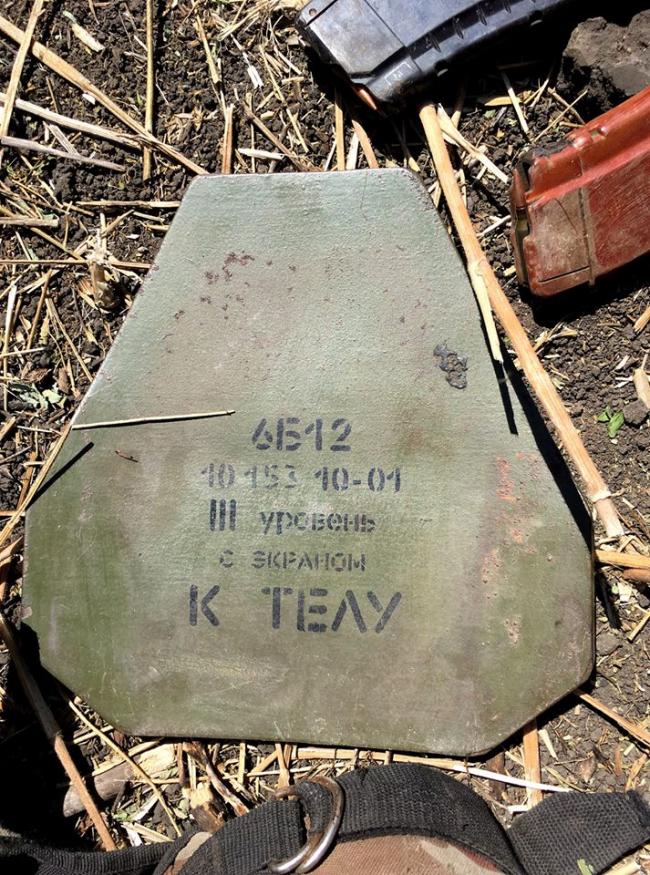 6Б12
10 153 10-01
III уровень
С ЭКРАНОМ
К ТЕЛУ